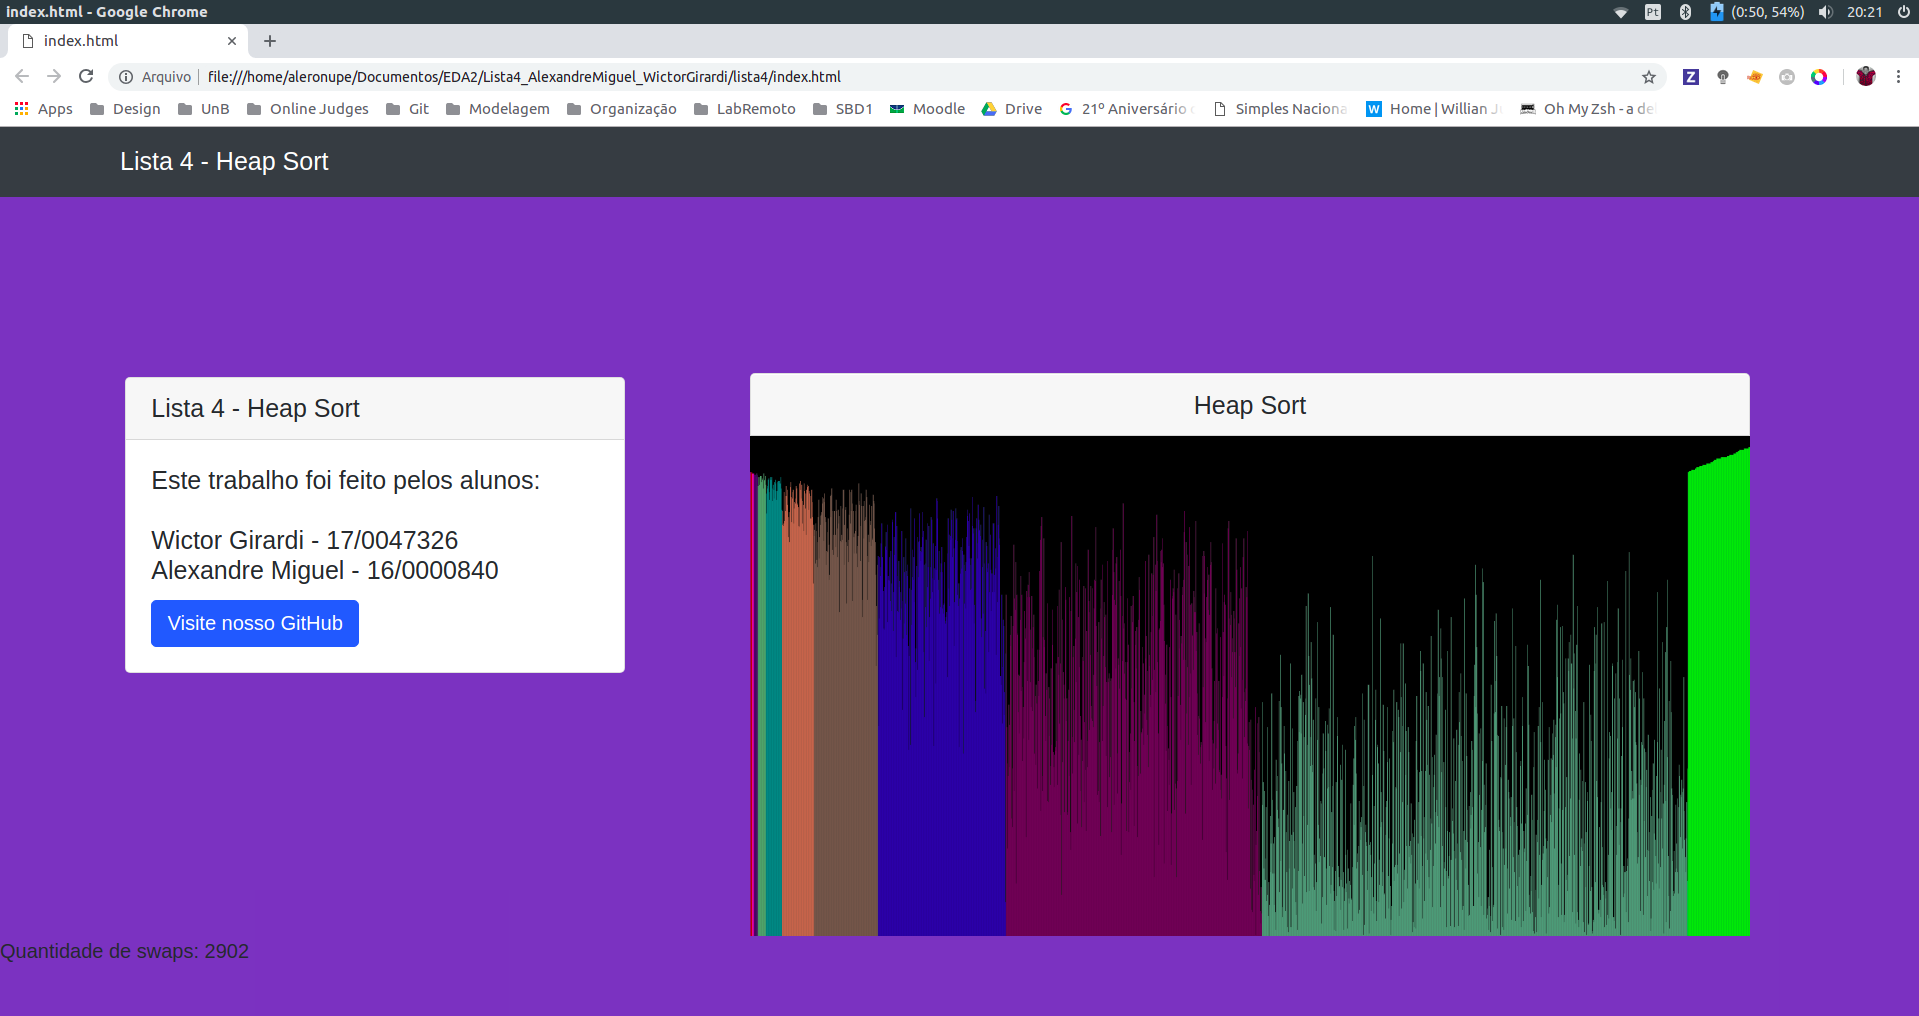 index.html - Google Chrome
Pt
(0:50, 54%)
20:21
index.html
Arquivo
file:///home/aleronupe/Documentos/EDA2/Lista4_AlexandreMiguel_WictorGirardi/lista4/index.html
Z
Apps
Design
UnB
Online Judges
Git
Modelagem
Organização
LabRemoto
SBD1
Moodle
Drive
21º Aniversário
Simples Naciona
Home | Willian Ju
Oh My Zsh - a de
Lista 4 - Heap Sort
Lista 4 - Heap Sort
Este trabalho foi feito pelos alunos:
Wictor Girardi - 17/0047326
Alexandre Miguel - 16/0000840
Visite nosso GitHub
Heap Sort
Quantidade de swaps: 2902